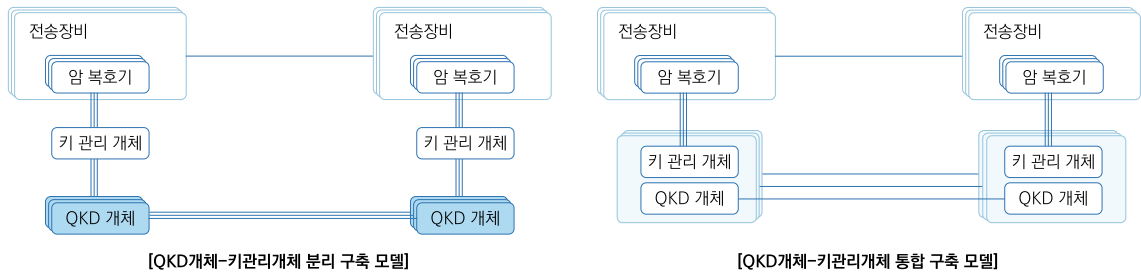 전송장비
암 복호기
키 관리 개체
QKD 개체
전송장비
암 복호기
키 관리 개체
QKD 개체
[QKD개체-키관리개체 분리 구축 모델]
전송장비
암 복호기
키 관리 개체
QKD 개체
전송장비
암 복호기
키 관리 개체
QKD 개체
[QKD개체-키관리개체 통합 구축 모델]